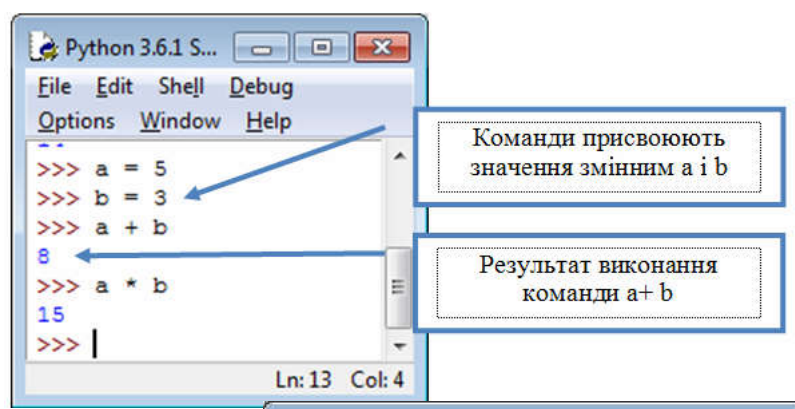 Python 3.6.1 S...
File Edit Shell Debug
Options Window Help
>>> a = 5
>>> b = 3
>>> a + b
8
>>> a * b
15
>>>
Ln: 13 Col: 4
Команди присвоюють
значення змінним a і b
Результат виконання
команди a+ b